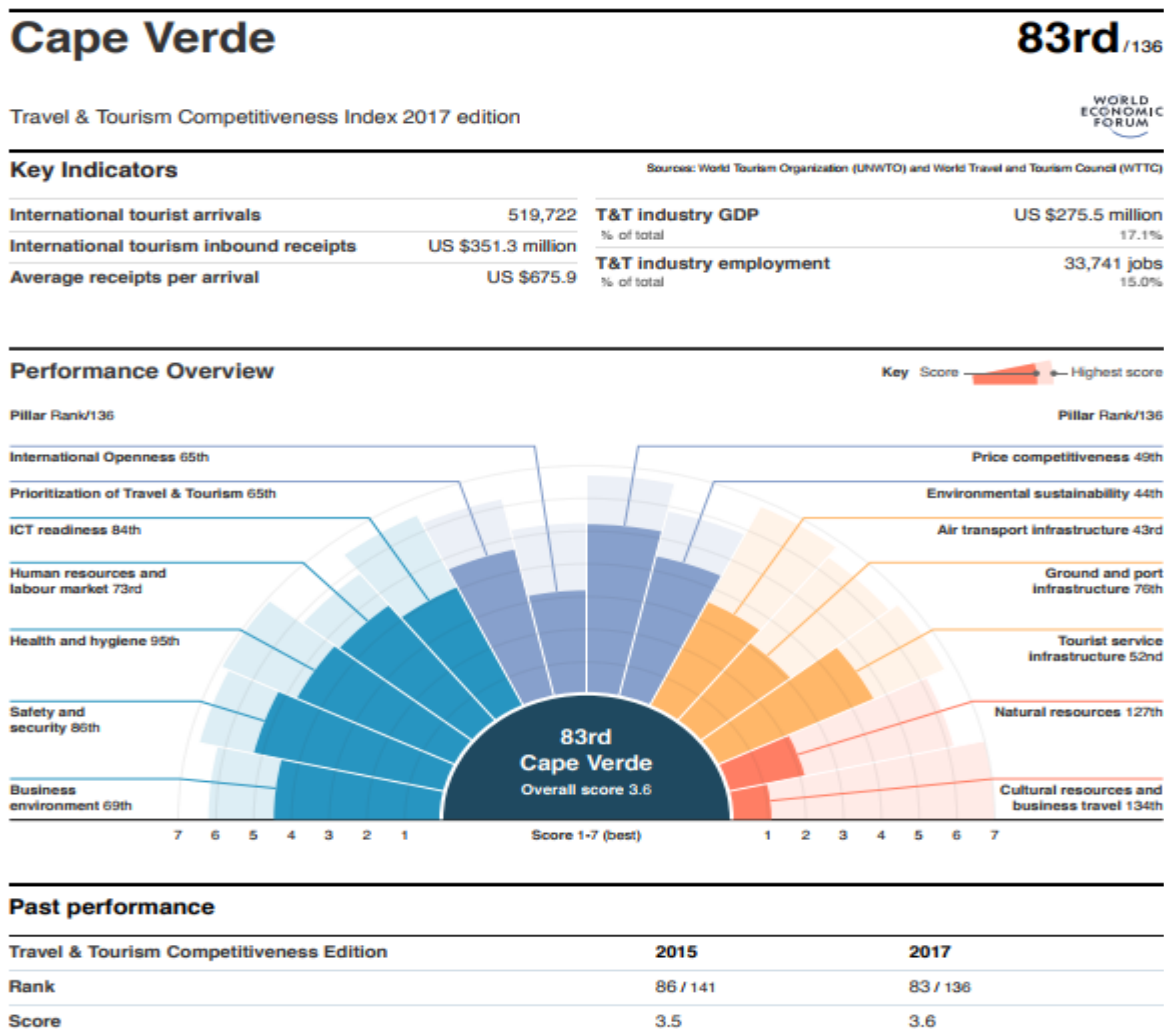 Cape Verde
83rd/136
Travel & Tourism Competitiveness Index 2017 edition
WORLD
ECONOMIC
FORUM
Key Indicators
Sources: World Tourism Organization (UNWTO) and World Travel and Tourism Council (WTTC)
International tourist arrivals 519,722
International tourism inbound receipts US $351.3 million
Average receipts per arrival US $675.9
T&T industry GDP US $275.5 million
% of total 17.1%
T&T industry employment 33,741 jobs
% of total 15.0%
Performance Overview
Key Score Highest score
Pillar Rank/136
Pillar Rank/136
International Openness 65th
Prioritization of Travel & Tourism 65th
ICT readiness 84th
Human resources and
labour market 73rd
Health and hygiene 95th
Safety and
security 86th
Business
environment 69th
Price competitiveness 49th
Environmental sustainability 44th
Air transport infrastructure 43rd
Ground and port
infrastructure 76th
Tourist service
infrastructure 52nd
Natural resources 127th
Cultural resources and
business travel 134th
83rd
Cape Verde
Overall score 3.6
7 6 5 4 3 2 1 Score 1-7 (best) 1 2 3 4 5 6 7
Past performance
Travel & Tourism Competitiveness Edition 2015 2017
Rank 86 / 141 83 / 136
Score 3.5 3.6